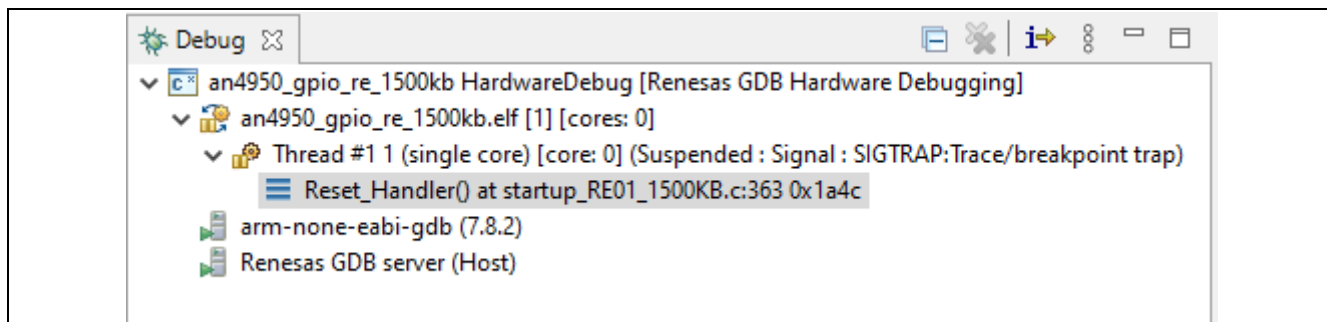 Debug
an4950_gpio_re_1500kb HardwareDebug [Renesas GDB Hardware Debugging]
an4950_gpio_re_1500kb.elf [1] [cores: 0]
Thread #1 1 (single core) [core: 0] (Suspended : Signal : SIGTRAP:Trace/breakpoint trap)
Reset_Handler() at startup_RE01_1500KB.c:363 0x1a4c
arm-none-eabi-gdb (7.8.2)
Renesas GDB server (Host)